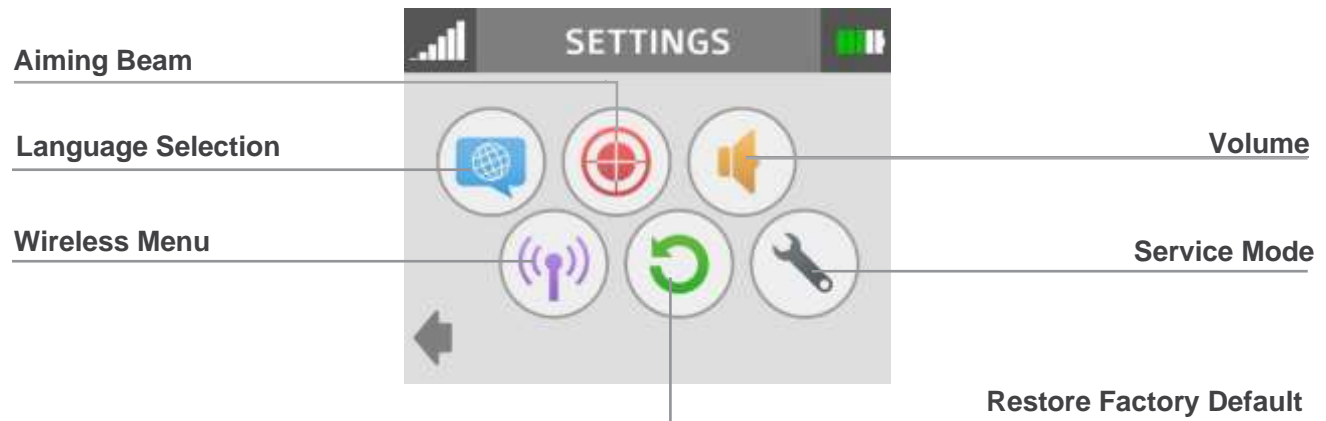 SETTINGS
Aiming Beam
Language Selection
Volume
Wireless Menu
Service Mode
Restore Factory Default